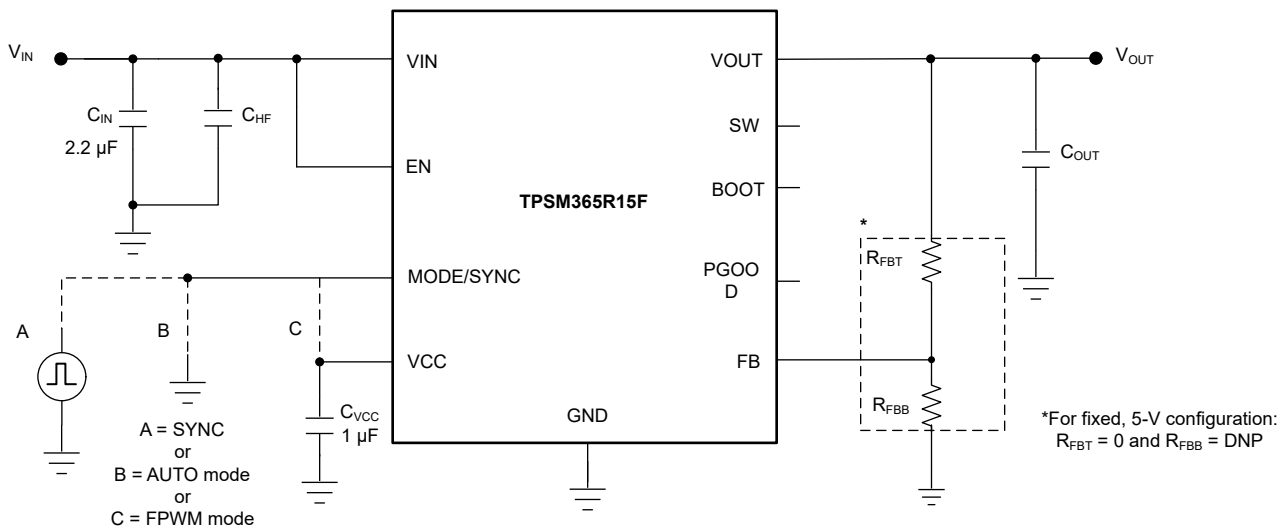 V_IN
VIN
VOUT
V_OUT
C_IN
2.2 µF
C_HF
SW
C_OUT
EN
BOOT
TPSM365R15F
*
R_FBT
MODE/SYNC
PGOO
D
A
B
C
VCC
FB
R_FBB
C_VCC
1 µF
GND
*For fixed, 5-V configuration:
R_FBT = 0 and R_FBB = DNP
A = SYNC
or
B = AUTO mode
or
C = FPWM mode